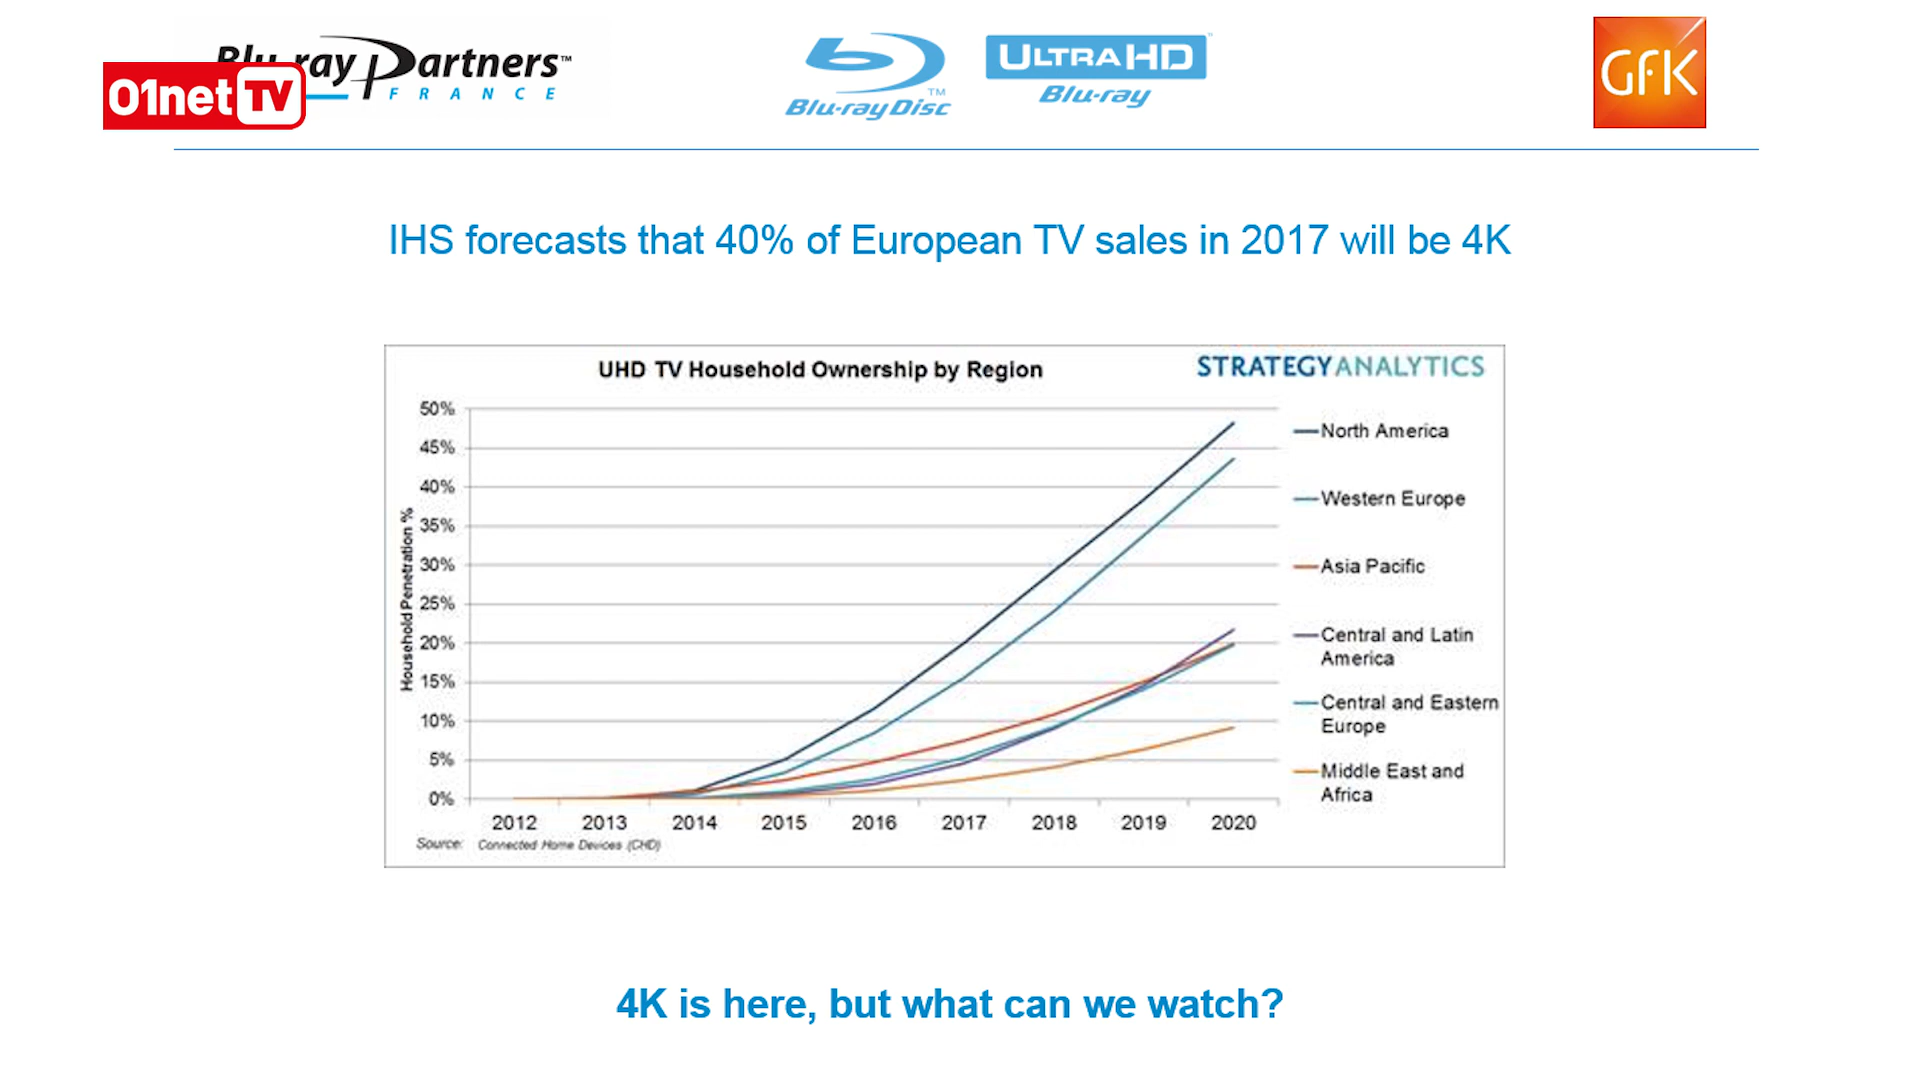 Blu-ray Partners™
FRANCE
01net TV
Blu-ray Disc™
ULTRA HD
Blu-ray
GfK
IHS forecasts that 40% of European TV sales in 2017 will be 4K
UHD TV Household Ownership by Region
STRATEGYANALYTICS
Household Penetration %
50%
45%
40%
35%
30%
25%
20%
15%
10%
5%
0%
2012 2013 2014 2015 2016 2017 2018 2019 2020
North America
Western Europe
Asia Pacific
Central and Latin
America
Central and Eastern
Europe
Middle East and
Africa
Source: Connected Home Devices (CHD)
4K is here, but what can we watch?